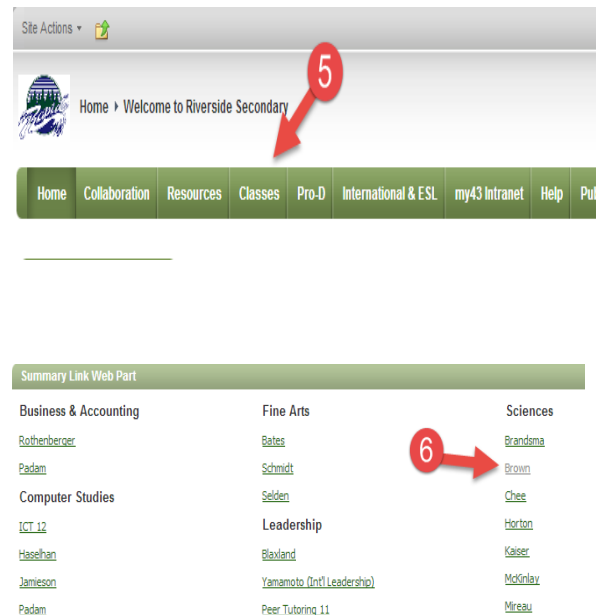 Site Actions
5
Home ▸ Welcome to Riverside Secondary
Home Collaboration Resources Classes Pro-D International & ESL my43 Intranet Help Pub
Summary Link Web Part
Business & Accounting Fine Arts Sciences
Rothenberger Bates Brandsma
Padam Schmidt 6 Brown
Computer Studies Selden Chee
ICT 12 Leadership Horton
Haselhan Blaxland Kaiser
Jamieson Yamamoto (Int'l Leadership) McKinlay
Padam Peer Tutoring 11 Mireau